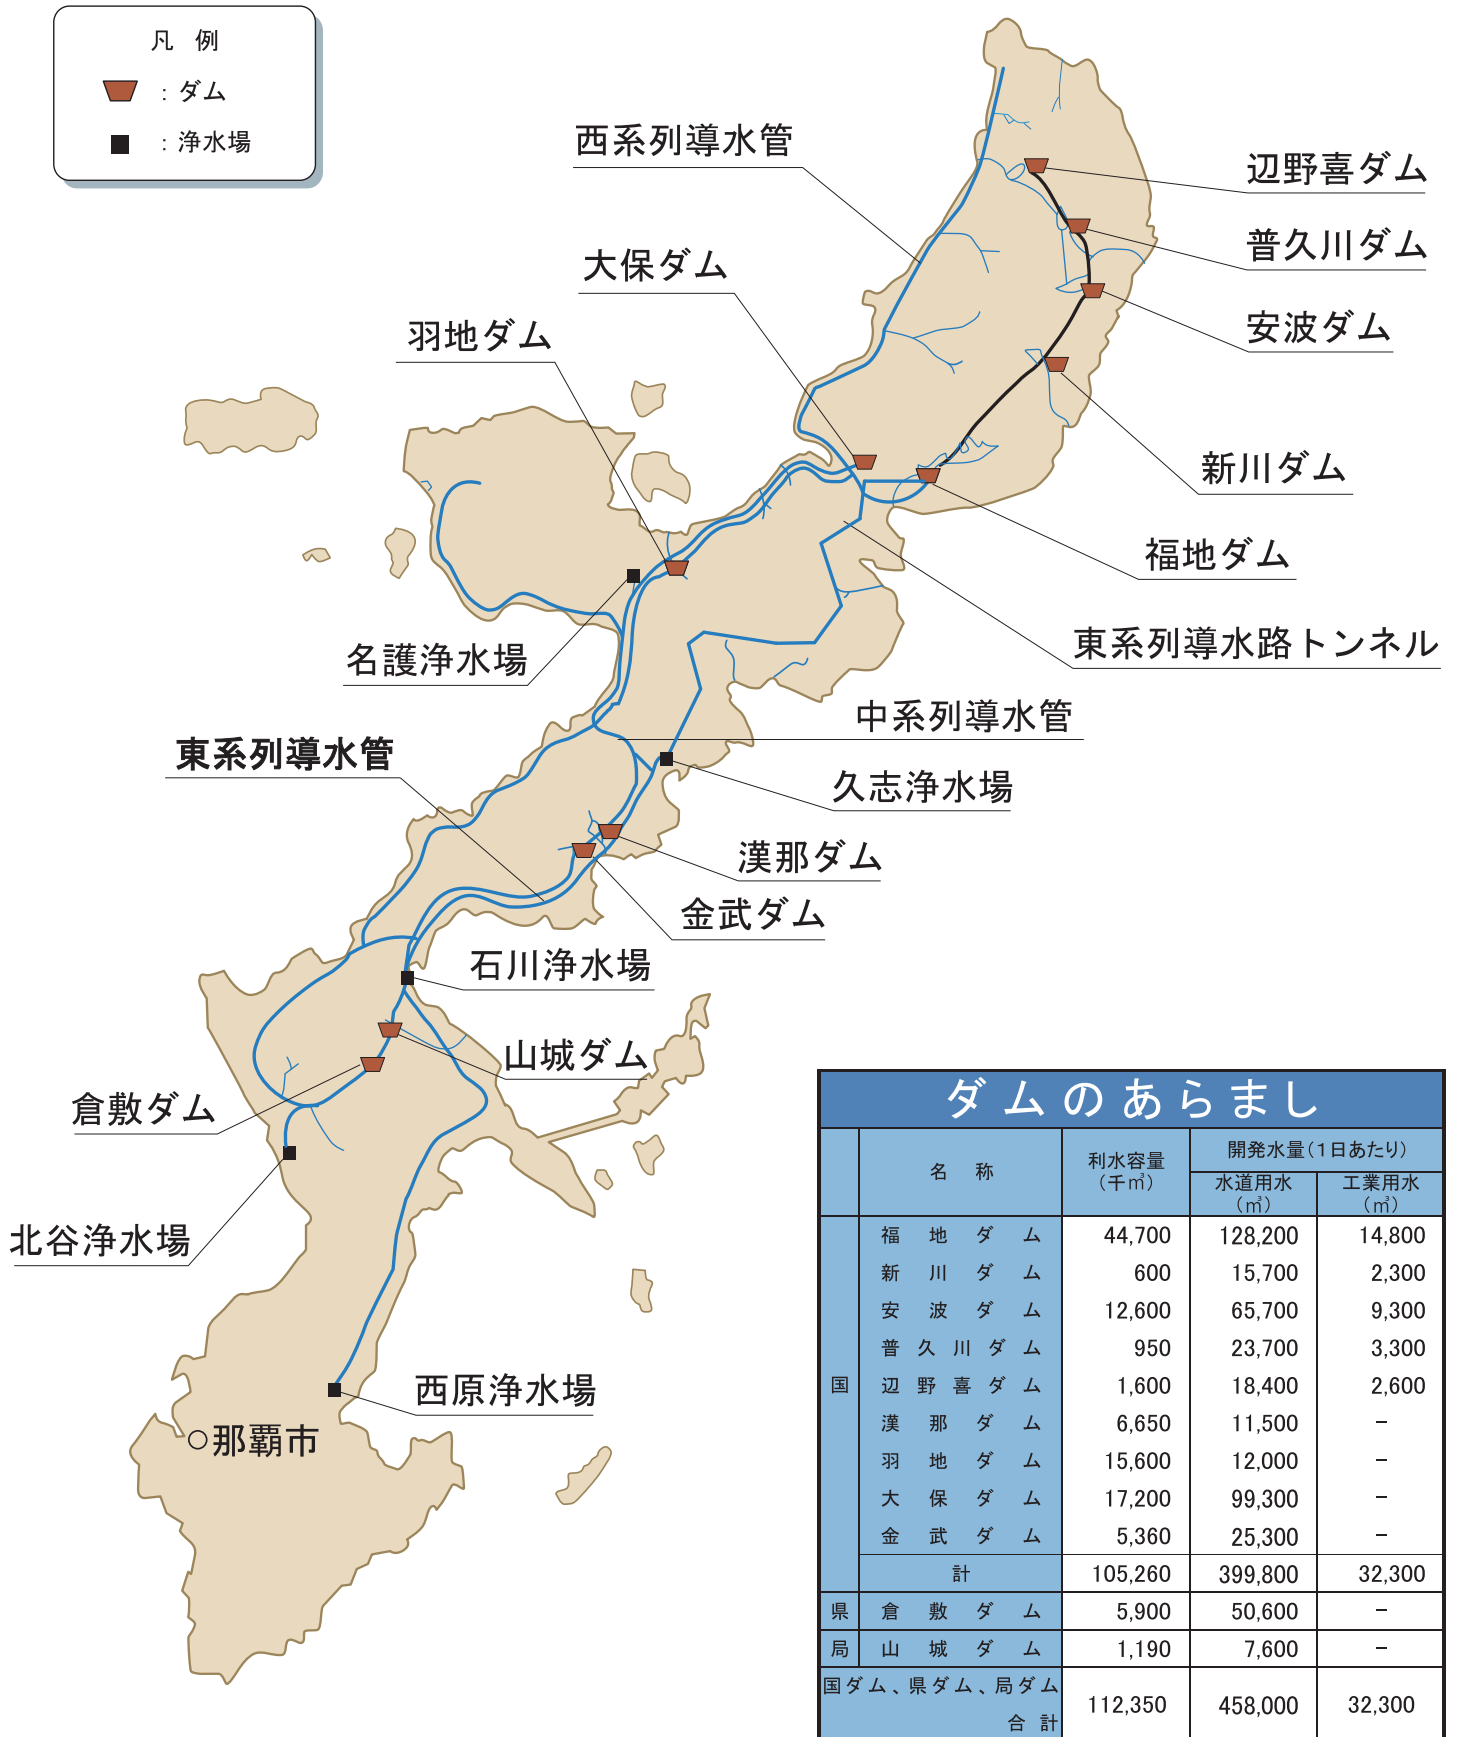 凡 例
：ダム
：浄水場
西系列導水管
辺野喜ダム
普久川ダム
大保ダム
安波ダム
羽地ダム
新川ダム
福地ダム
東系列導水路トンネル
名護浄水場
中系列導水管
東系列導水管
久志浄水場
漢那ダム
金武ダム
石川浄水場
山城ダム
倉敷ダム
北谷浄水場
西原浄水場
○那覇市
ダムのあらまし
名 称 利水容量（千㎥） 開発水量（1日あたり）
水道用水（㎥） 工業用水（㎥）
国
福地ダム 44,700 128,200 14,800
新川ダム 600 15,700 2,300
安波ダム 12,600 65,700 9,300
普久川ダム 950 23,700 3,300
辺野喜ダム 1,600 18,400 2,600
漢那ダム 6,650 11,500 −
羽地ダム 15,600 12,000 −
大保ダム 17,200 99,300 −
金武ダム 5,360 25,300 −
計 105,260 399,800 32,300
県 倉敷ダム 5,900 50,600 −
局 山城ダム 1,190 7,600 −
国ダム、県ダム、局ダム
合計 112,350 458,000 32,300